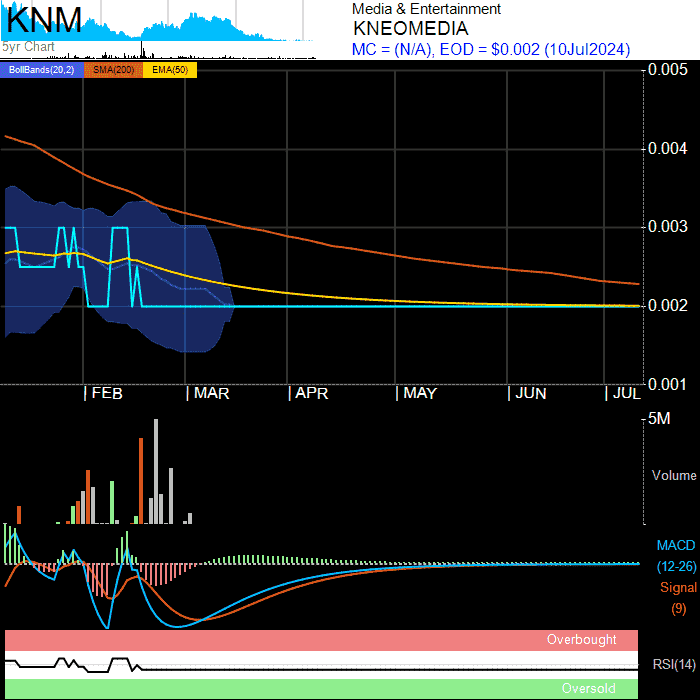 KNM
5yr Chart
Media & Entertainment
KNEOMEDIA
MC = (N/A), EOD = $0.002 (10Jul2024)
BollBands(20,2) SMA(200) EMA(50)
0.005
0.004
0.003
0.002
0.001
FEB MAR APR MAY JUN JUL
5M
Volume
MACD
(12-26)
Signal
(9)
Overbought
RSI(14)
Oversold